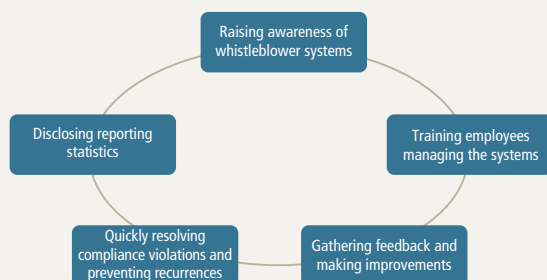 Raising awareness of
whistleblower systems
Disclosing reporting
statistics
Training employees
managing the systems
Quickly resolving
compliance violations and
preventing recurrences
Gathering feedback and
making improvements